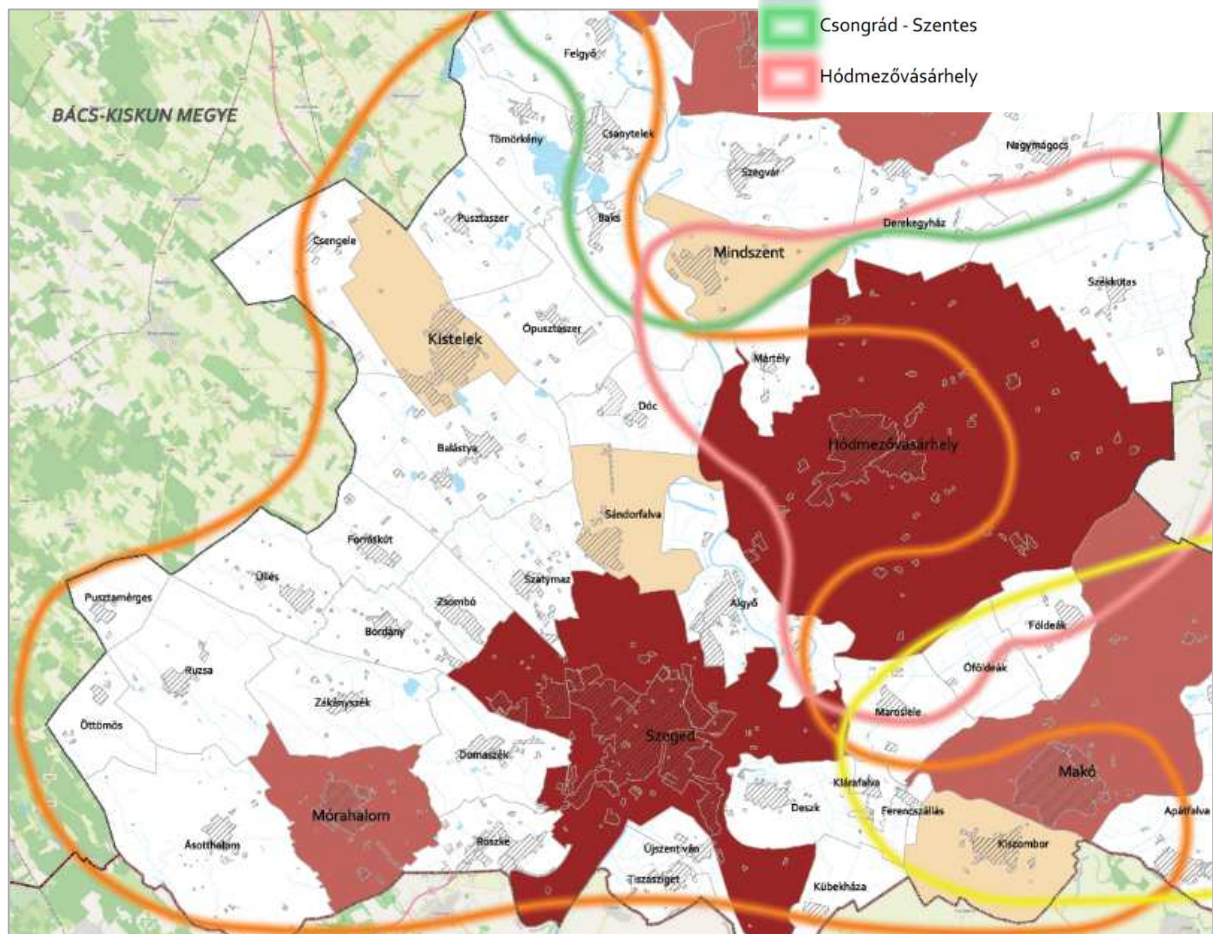 Csongrád - Szentes
Hódmezővásárhely
BÁCS-KISKUN MEGYE
Felgyő
Tömörkény
Csanytelek
Szegvár
Nagymágocs
Pusztaszer
Baks
Derekegyház
Csengele
Mindszent
Székkutas
Kistelek
Ópusztaszer
Mártély
Dóc
Balástya
Hódmezővásárhely
Sándorfalva
Forráskút
Üllés
Szatymaz
Pusztamérges
Zsombó
Algyő
Bordány
Földeák
Ruzsa
Óföldeák
Zákányszék
Maroslele
Öttömös
Szeged
Domaszék
Makó
Klárafalva
Mórahalom
Deszk
Ferencszállás
Apátfalva
Ásotthalom
Röszke
Újszentiván
Kiszombor
Tiszasziget
Kübekháza